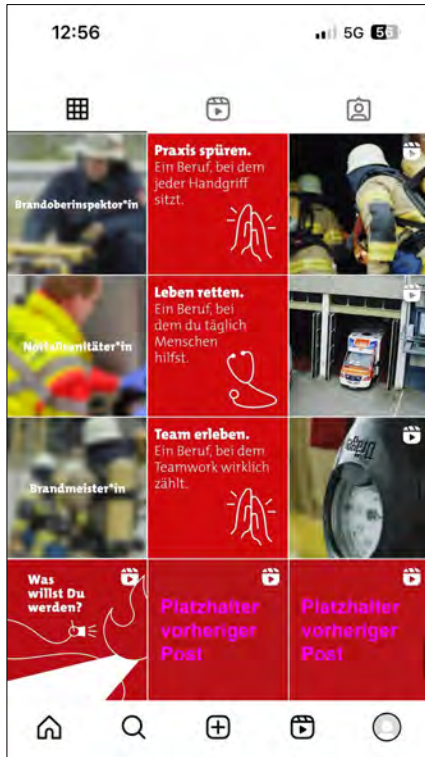 12:56
5G 56
Brandoberinspektor*in
Praxis spüren.
Ein Beruf, bei dem
jeder Handgriff
sitzt.
Notfallsanitäter*in
Leben retten.
Ein Beruf, bei
dem du täglich
Menschen
hilfst.
Brandmeister*in
Team erleben.
Ein Beruf, bei dem
Teamwork wirklich
zählt.
Was
willst Du
werden?
Platzhalter
vorheriger
Post
Platzhalter
vorheriger
Post